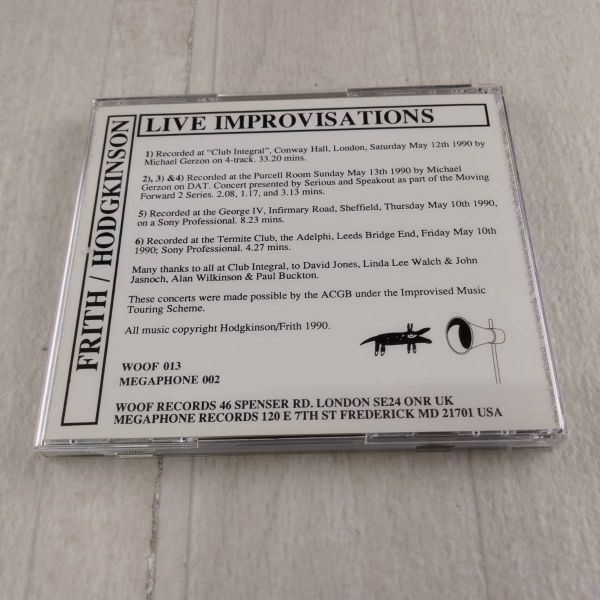 LIVE IMPROVISATIONS
FRITH / HODGKINSON
1) Recorded at "Club Integral", Conway Hall, London, Saturday May 12th 1990 by
Michael Gerzon on 4-track. 33.20 mins.
2), 3) &4) Recorded at the Purcell Room Sunday May 13th 1990 by Michael
Gerzon on DAT. Concert presented by Serious and Speakout as part of the Moving
Forward 2 Series. 2.08, 1.17, and 3.13 mins.
5) Recorded at the George IV, Infirmary Road, Sheffield, Thursday May 10th 1990,
on a Sony Professional. 8.23 mins.
6) Recorded at the Termite Club, the Adelphi, Leeds Bridge End, Friday May 10th
1990; Sony Professional. 4.27 mins.
Many thanks to all at Club Integral, to David Jones, Linda Lee Walch & John
Jasnoch, Alan Wilkinson & Paul Buckton.
These concerts were made possible by the ACGB under the Improvised Music
Touring Scheme.
All music copyright Hodgkinson/Frith 1990.
WOOF 013
MEGAPHONE 002
WOOF RECORDS 46 SPENSER RD. LONDON SE24 ONR UK
MEGAPHONE RECORDS 120 E 7TH ST FREDERICK MD 21701 USA